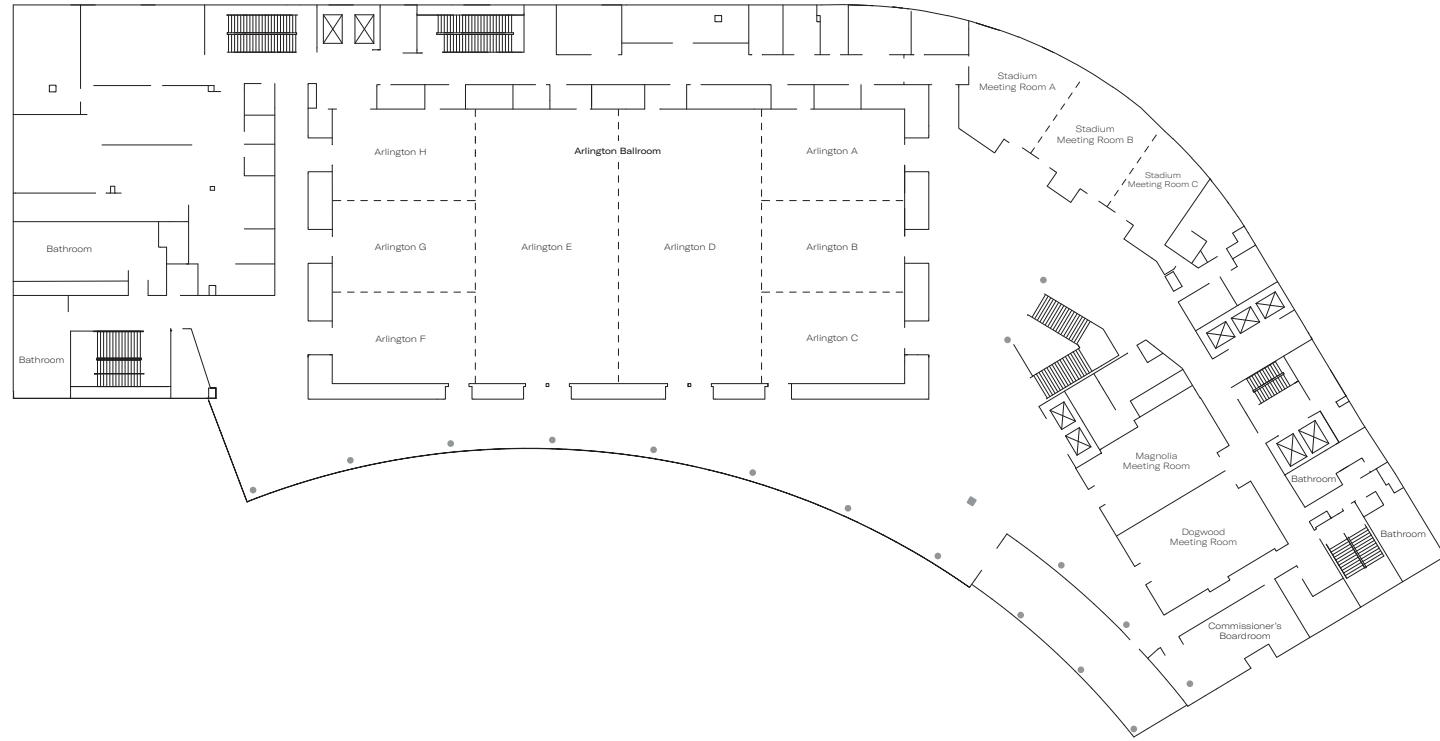 Stadium
Meeting Room A
Stadium
Meeting Room B
Stadium
Meeting Room C
Arlington H
Arlington Ballroom
Arlington A
Bathroom
Arlington G
Arlington E
Arlington D
Arlington B
Bathroom
Arlington F
Arlington C
Magnolia
Meeting Room
Bathroom
Dogwood
Meeting Room
Bathroom
Commissioner's
Boardroom